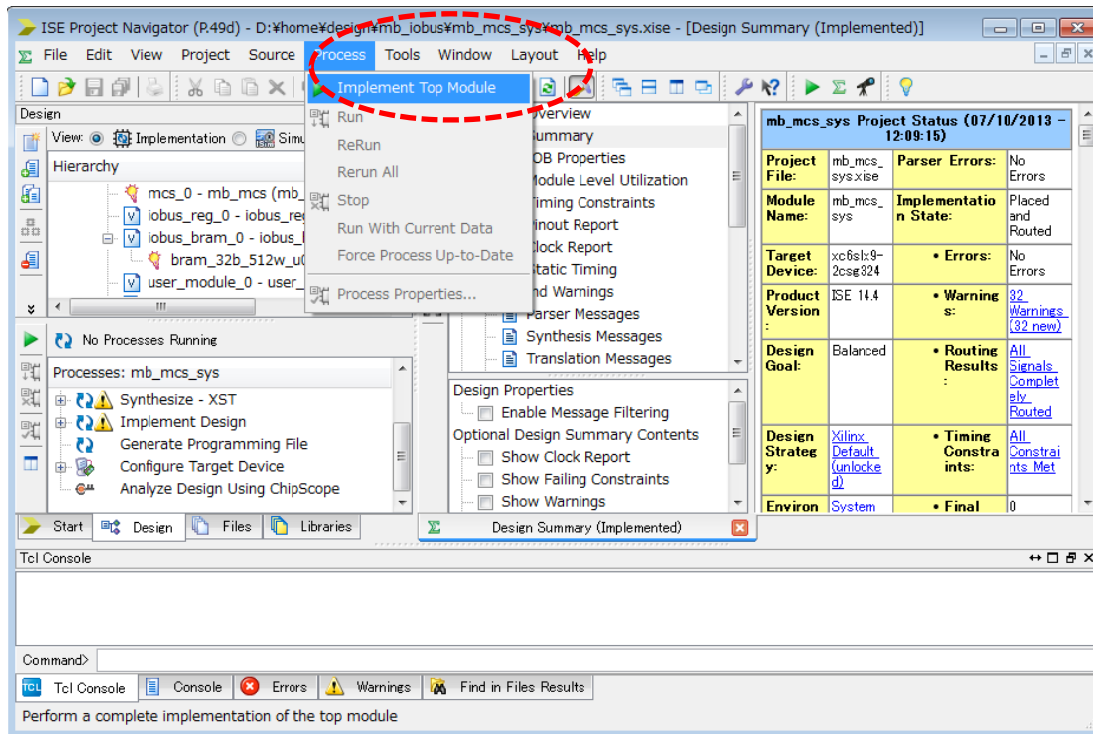 ISE Project Navigator (P.49d) - D:¥home¥design¥mb_iobus¥mb_mcs_sys¥mb_mcs_sys.xise - [Design Summary (Implemented)]
File Edit View Project Source Process Tools Window Layout Help
Implement Top Module
Run
ReRun
Rerun All
Stop
Run With Current Data
Force Process Up-to-Date
Process Properties...
Design
View: Implementation Simu
Hierarchy
mcs_0 - mb_mcs (mb_
iobus_reg_0 - iobus_reg
iobus_bram_0 - iobus_b
bram_32b_512w_u0
user_module_0 - user_
No Processes Running
Processes: mb_mcs_sys
Synthesize - XST
Implement Design
Generate Programming File
Configure Target Device
Analyze Design Using ChipScope
Start Design Files Libraries
Overview
Summary
IOB Properties
Module Level Utilization
Timing Constraints
Pinout Report
Clock Report
Static Timing
and Warnings
Parser Messages
Synthesis Messages
Translation Messages
Design Properties
Enable Message Filtering
Optional Design Summary Contents
Show Clock Report
Show Failing Constraints
Show Warnings
Design Summary (Implemented)
mb_mcs_sys Project Status (07/10/2013 -
12:09:15)
Project File: mb_mcs_sys.xise Parser Errors: No Errors
Module Name: mb_mcs_sys Implementation State: Placed and Routed
Target Device: xc6slx9-2csg324 • Errors: No Errors
Product Version: ISE 14.4 • Warnings: 32 Warnings (32 new)
Design Goal: Balanced • Routing Results: All Signals Completely Routed
Design Strategy: Xilinx Default (unlocked) • Timing Constraints: All Constraints Met
Environ System • Final 0
Tcl Console
Command>
Tcl Console Console Errors Warnings Find in Files Results
Perform a complete implementation of the top module